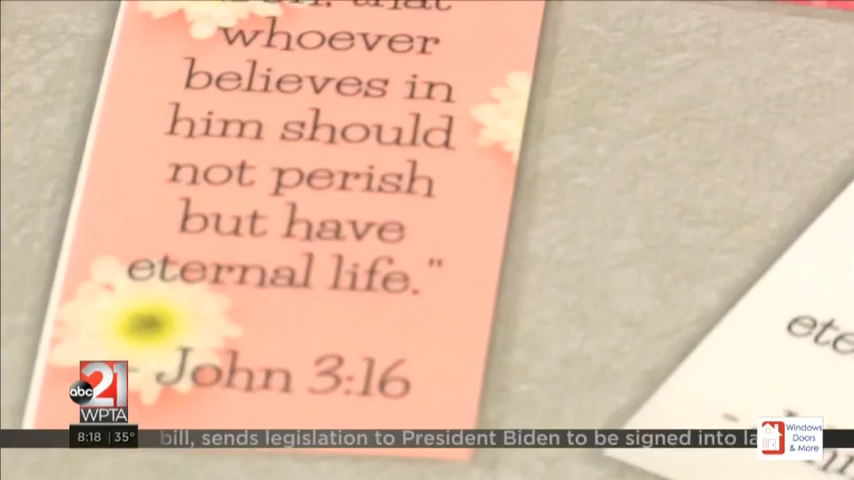 whoever
believes in
him should
not perish
but have
eternal life."
- John 3:16
abc
21
WPTA
8:18 35°
bill, sends legislation to President Biden to be signed into la
Windows
Doors
& More